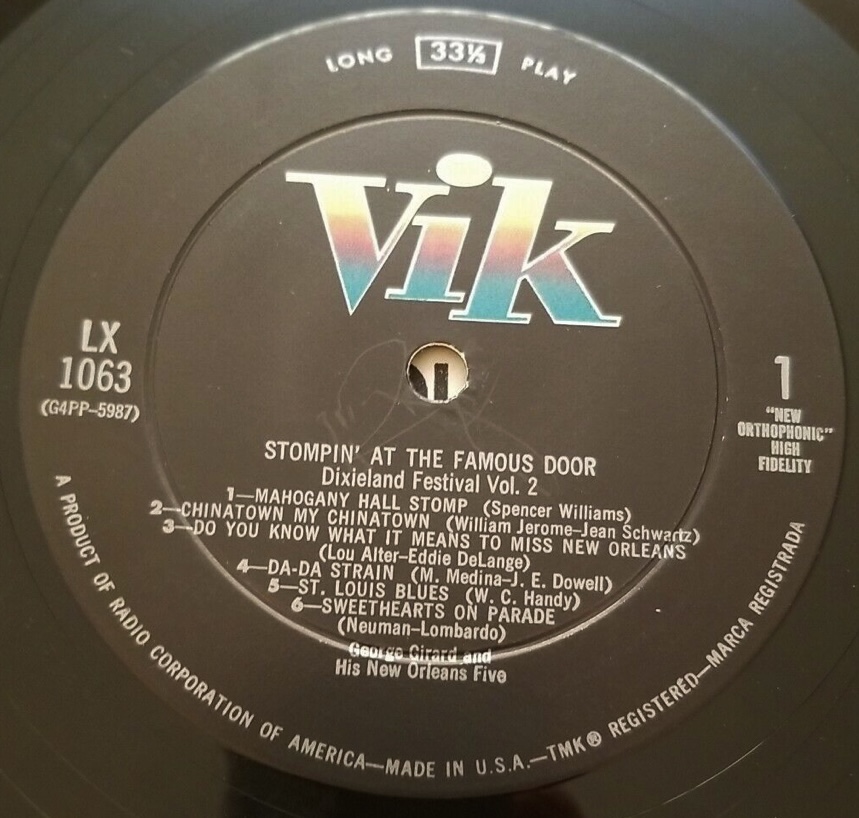 LONG 33⅓ PLAY
Vik
LX
1063
(G4PP–5987)
1
"NEW
ORTHOPHONIC"
HIGH
FIDELITY
STOMPIN' AT THE FAMOUS DOOR
Dixieland Festival Vol. 2
1—MAHOGANY HALL STOMP (Spencer Williams)
2—CHINATOWN MY CHINATOWN (William Jerome–Jean Schwartz)
3—DO YOU KNOW WHAT IT MEANS TO MISS NEW ORLEANS
(Lou Alter–Eddie DeLange)
4—DA-DA STRAIN (M. Medina–J. E. Dowell)
5—ST. LOUIS BLUES (W. C. Handy)
6—SWEETHEARTS ON PARADE
(Neuman–Lombardo)
George Girard and
His New Orleans Five
A PRODUCT OF RADIO CORPORATION OF AMERICA—MADE IN U.S.A.—TMK® REGISTERED—MARCA REGISTRADA